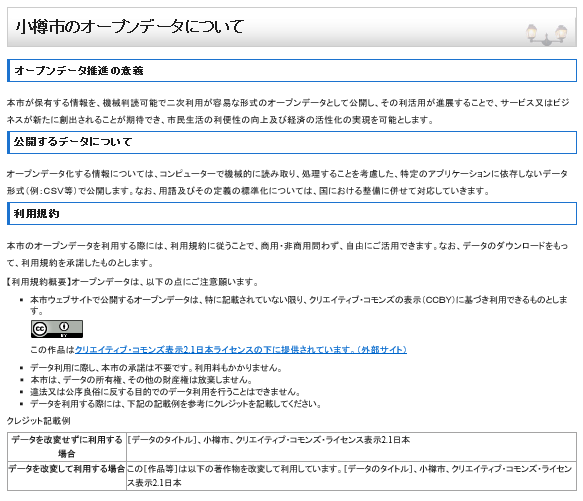 小樽市のオープンデータについて
オープンデータ推進の意義
本市が保有する情報を、機械判読可能で二次利用が容易な形式のオープンデータとして公開し、その利活用が進展することで、サービス又はビジ
ネスが新たに創出されることが期待でき、市民生活の利便性の向上及び経済の活性化の実現を可能とします。
公開するデータについて
オープンデータ化する情報については、コンピューターで機械的に読み取り、処理することを考慮した、特定のアプリケーションに依存しないデータ
形式（例：CSV等）で公開します。なお、用語及びその定義の標準化については、国における整備に併せて対応していきます。
利用規約
本市のオープンデータを利用する際には、利用規約に従うことで、商用・非商用問わず、自由にご活用できます。なお、データのダウンロードをもっ
て、利用規約を承諾したものとします。
【利用規約概要】オープンデータは、以下の点にご注意願います。
本市ウェブサイトで公開するオープンデータは、特に記載されていない限り、クリエイティブ・コモンズの表示（CCBY）に基づき利用できるものとしま
す。
cc BY
この作品はクリエイティブ・コモンズ表示2.1日本ライセンスの下に提供されています。（外部サイト）
データ利用に際し、本市の承諾は不要です。利用料もかかりません。
本市は、データの所有権、その他の財産権は放棄しません。
違法又は公序良俗に反する目的でのデータ利用を行うことはできません。
データを利用する際には、下記の記載例を参考にクレジットを記載してください。
クレジット記載例
データを改変せずに利用する [データのタイトル]、小樽市、クリエイティブ・コモンズ・ライセンス表示2.1日本
場合
データを改変して利用する場合 この[作品等]は以下の著作物を改変して利用しています。[データのタイトル]、小樽市、クリエイティブ・コモンズ・ライセン
ス表示2.1日本